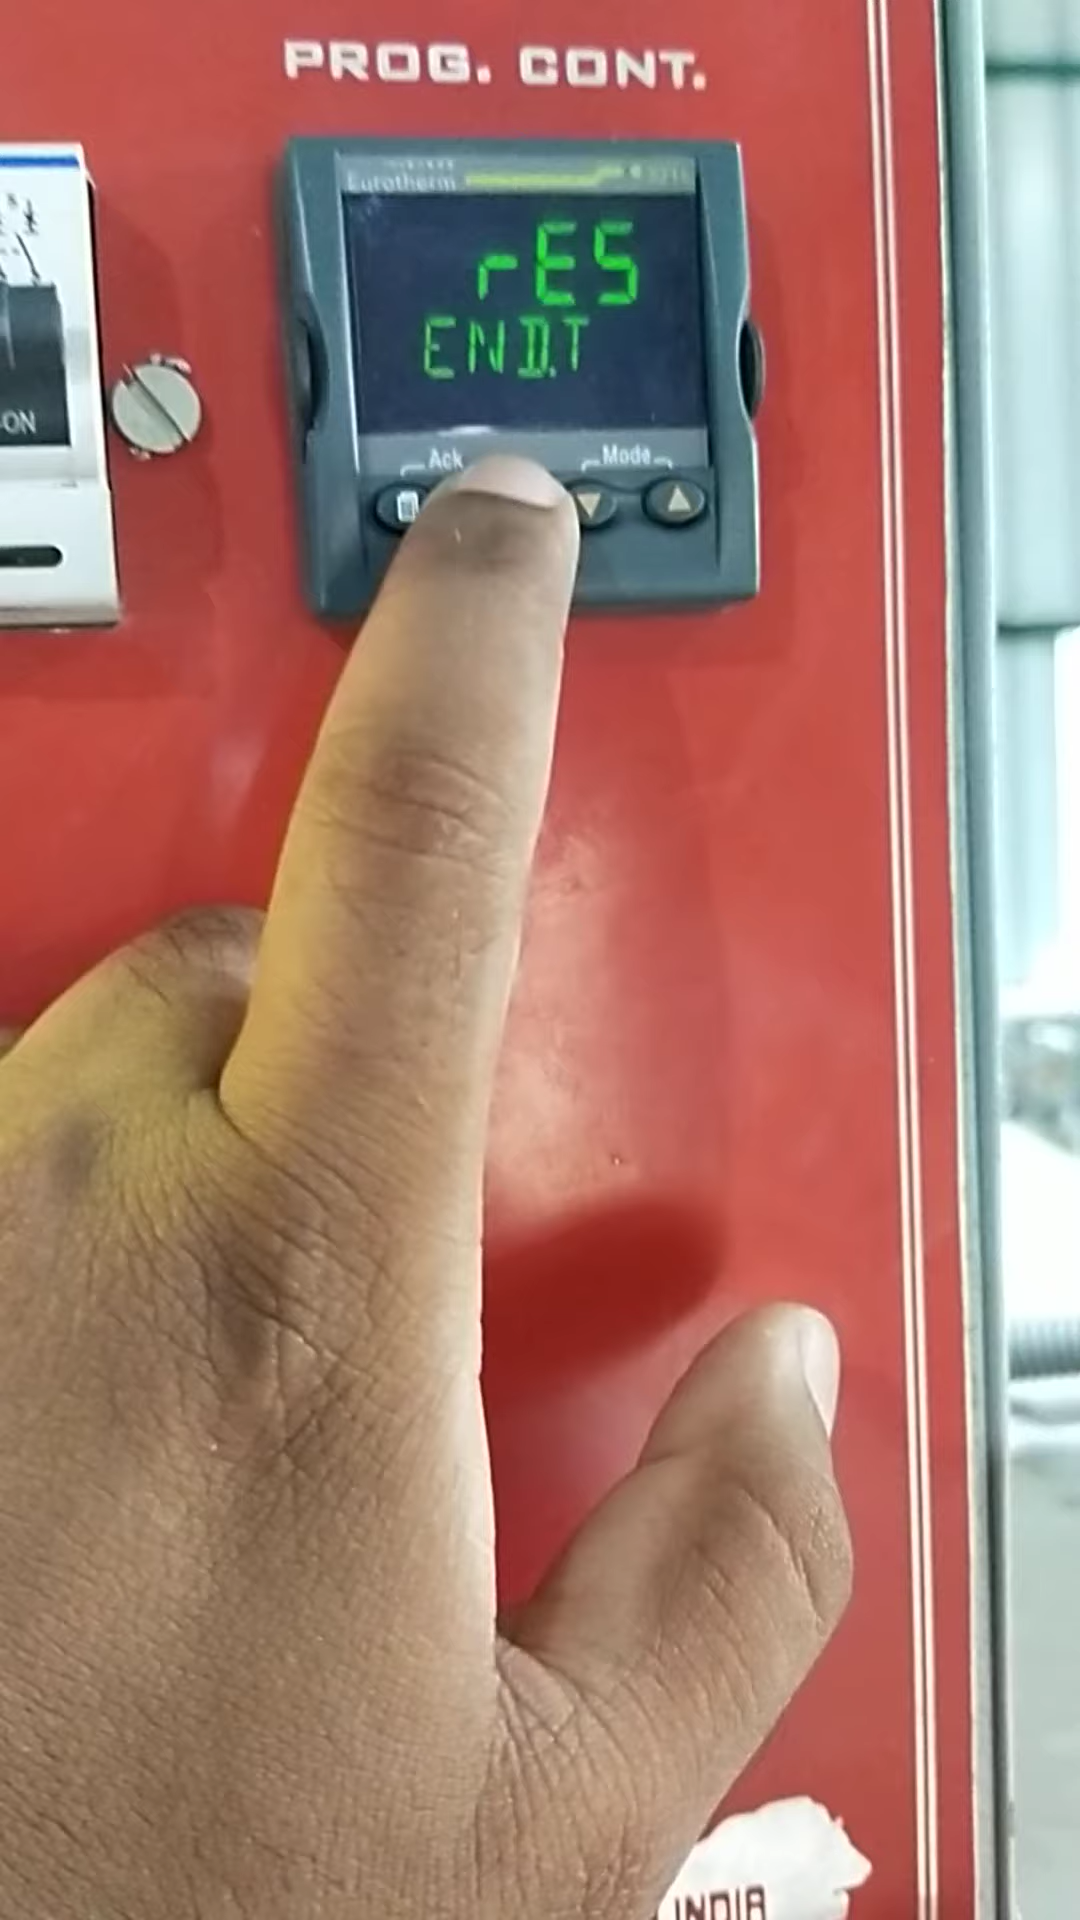 PROG. CONT.
Eurotherm
rES
END.T
-ON
Ack
Mode
INDIA